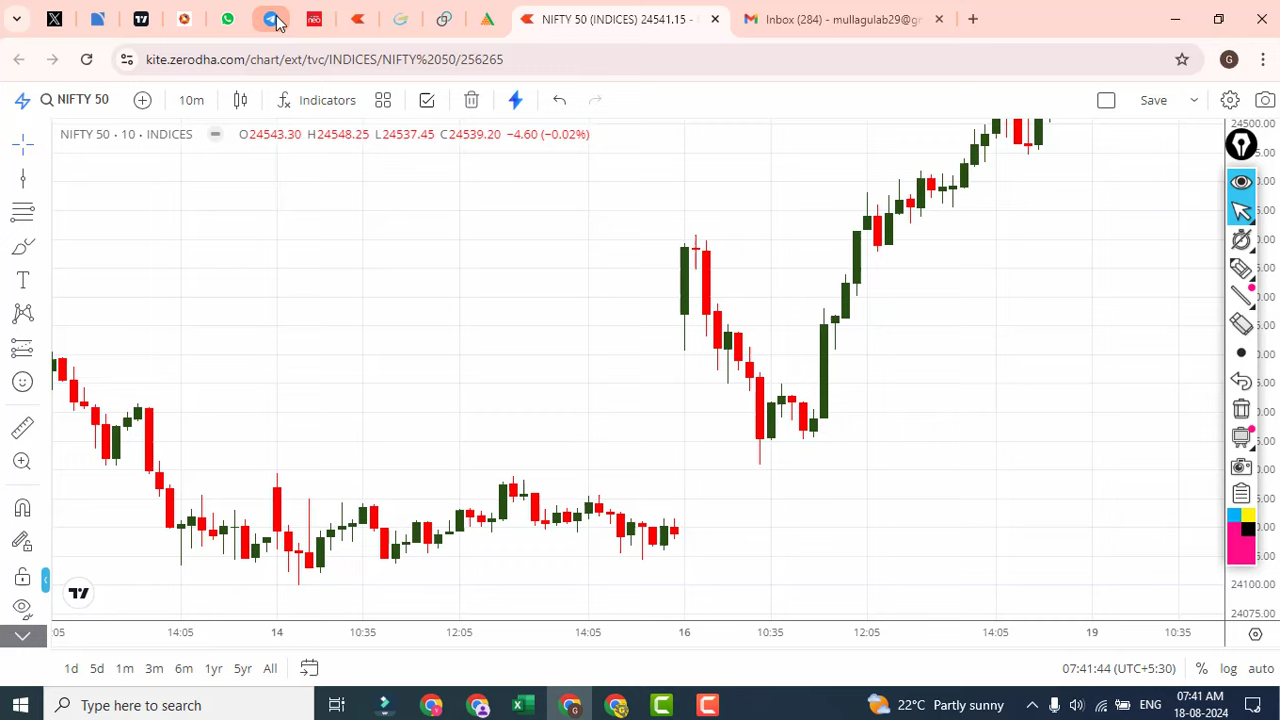 NIFTY 50 (INDICES) 24541.15 -
Inbox (284) - mullagulab29@gr
kite.zerodha.com/chart/ext/tvc/INDICES/NIFTY%2050/256265
G
NIFTY 50
10m
Indicators
Save
NIFTY 50 · 10 · INDICES
O24543.30 H24548.25 L24537.45 C24539.20 −4.60 (−0.02%)
24500.00
24100.00
24075.00
:05
14:05
14
10:35
12:05
14:05
16
10:35
12:05
14:05
19
10:35
1d
5d
1m
3m
6m
1yr
5yr
All
07:41:44 (UTC+5:30)
%
log
auto
Type here to search
22°C Partly sunny
ENG
07:41 AM
18-08-2024